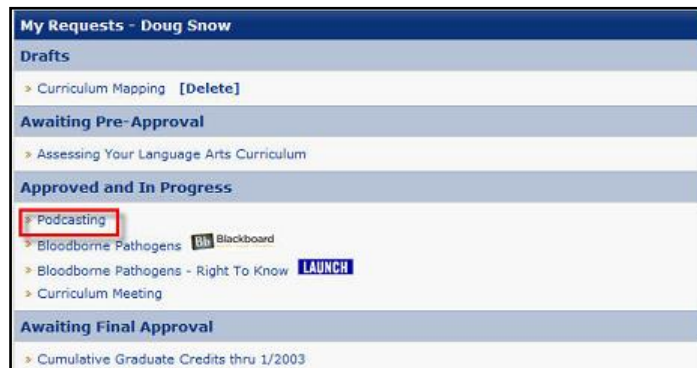 My Requests - Doug Snow
Drafts
» Curriculum Mapping [Delete]
Awaiting Pre-Approval
» Assessing Your Language Arts Curriculum
Approved and In Progress
» Podcasting
» Bloodborne Pathogens Bb Blackboard
» Bloodborne Pathogens - Right To Know LAUNCH
» Curriculum Meeting
Awaiting Final Approval
» Cumulative Graduate Credits thru 1/2003